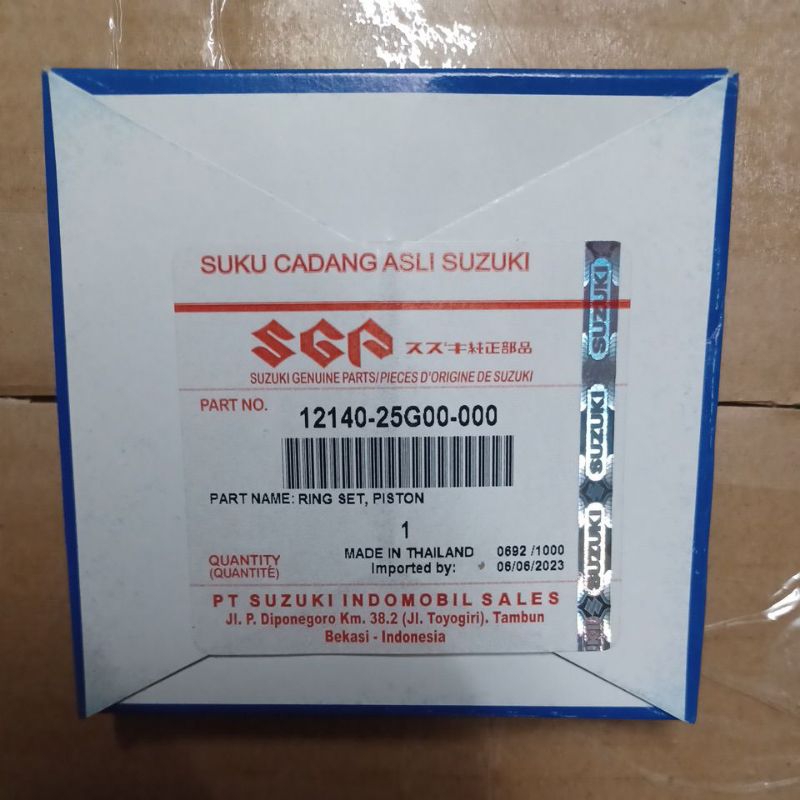 SUKU CADANG ASLI SUZUKI
SGP スズキ純正部品
SUZUKI GENUINE PARTS/PIECES D'ORIGINE DE SUZUKI
PART NO. 12140-25G00-000
PART NAME: RING SET, PISTON
1
QUANTITY
(QUANTITÉ)
MADE IN THAILAND 0692 /1000
Imported by: 06/06/2023
PT SUZUKI INDOMOBIL SALES
Jl. P. Diponegoro Km. 38.2 (Jl. Toyogiri). Tambun
Bekasi - Indonesia
SUZUKI
SUZUKI
SUZUKI